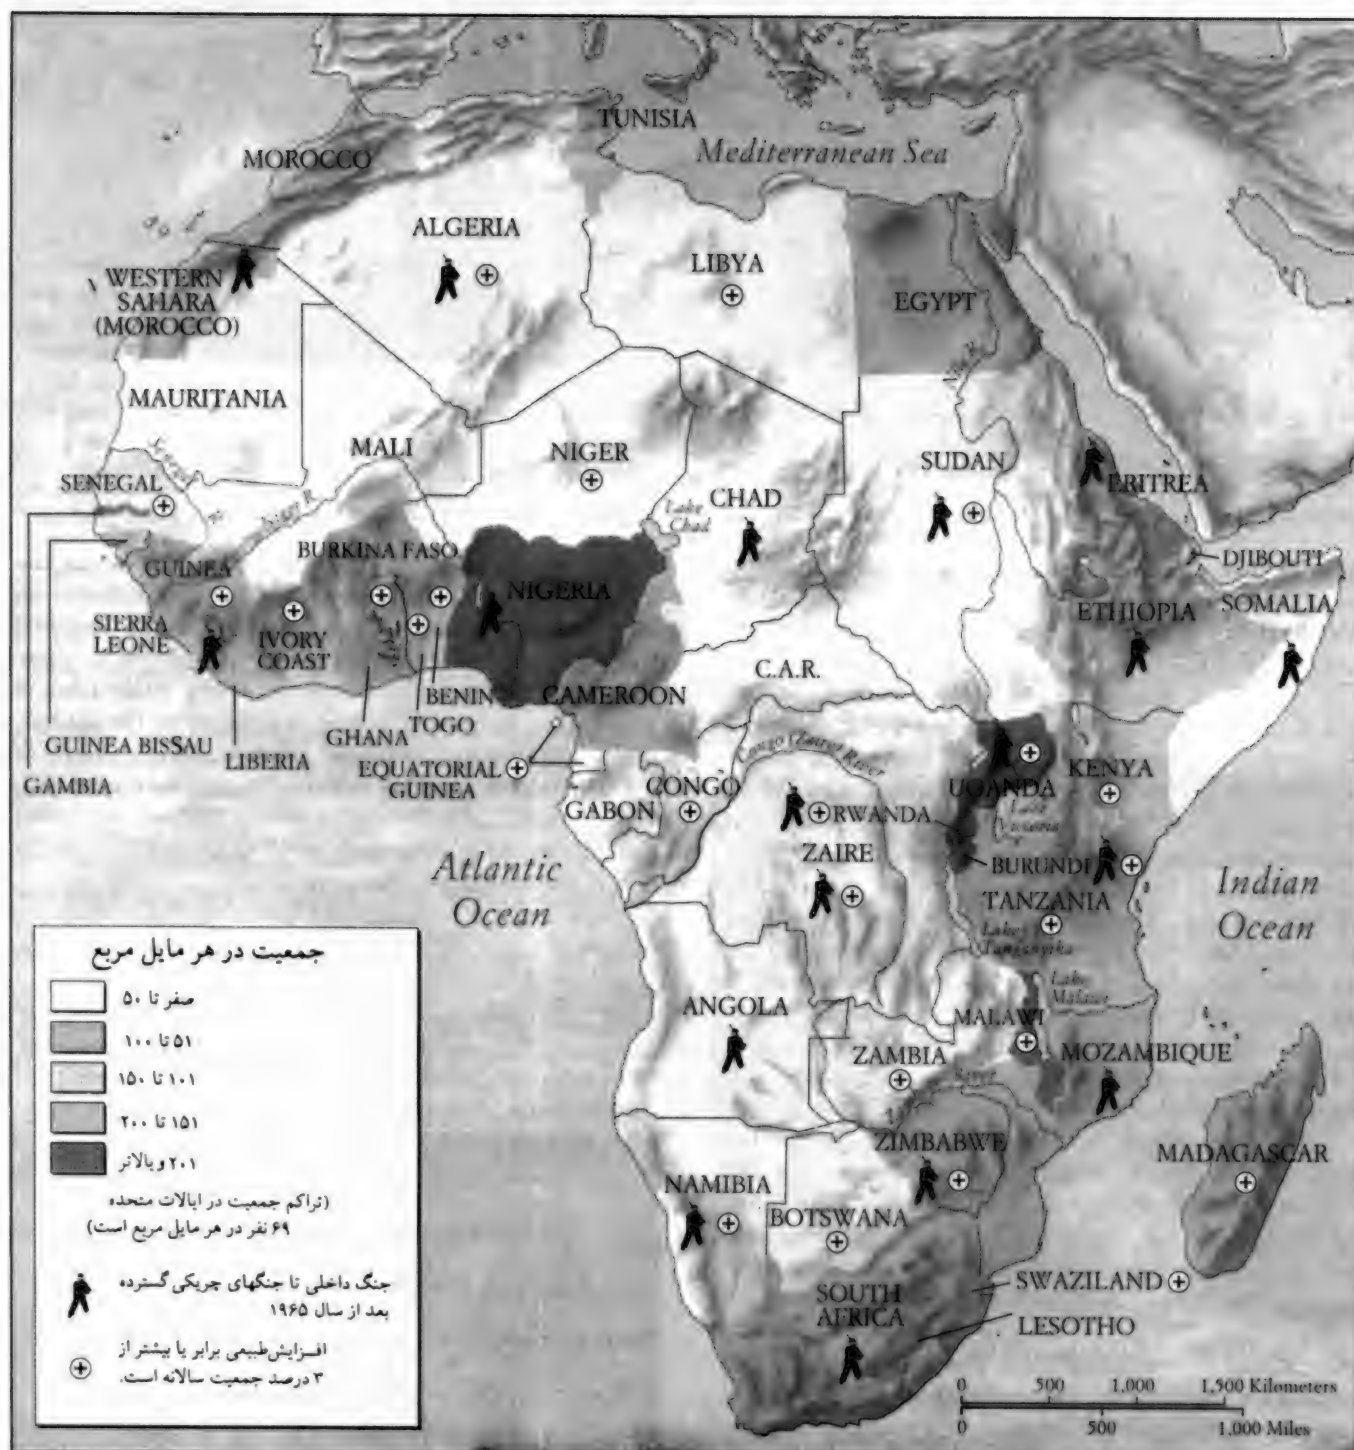 TUNISIA
MOROCCO
Mediterranean Sea
ALGERIA
LIBYA
EGYPT
WESTERN
SAHARA
(MOROCCO)
Nile R.
MAURITANIA
MALI
NIGER
SUDAN
CHAD
ERITREA
SENEGAL
Niger R.
Lake
Chad
BURKINA FASO
DJIBOUTI
GUINEA
NIGERIA
ETHIOPIA
SOMALIA
SIERRA
LEONE
IVORY
COAST
C.A.R.
BENIN
CAMEROON
TOGO
GHANA
GUINEA BISSAU
LIBERIA
GAMBIA
EQUATORIAL
GUINEA
Congo (Zaire) River
CONGO
GABON
UGANDA
KENYA
Lake
Victoria
RWANDA
ZAIRE
BURUNDI
TANZANIA
Atlantic
Ocean
Indian
Ocean
Lake
Tanganyika
Lake
Malawi
ANGOLA
MALAWI
ZAMBIA
MOZAMBIQUE
River
ZIMBABWE
MADAGASCAR
NAMIBIA
BOTSWANA
SOUTH
AFRICA
SWAZILAND
LESOTHO
جمعیت در هر مایل مربع
صفر تا ۵۰
۵۱ تا ۱۰۰
۱۰۱ تا ۱۵۰
۱۵۱ تا ۲۰۰
۲۰۱ و بالاتر
(تراکم جمعیت در ایالات متحده
۶۹ نفر در هر مایل مربع است)
جنگ داخلی تا جنگهای چریکی گسترده
بعد از سال ۱۹۶۵
افزایش طبیعی برابر یا بیشتر از
۳ درصد جمعیت سالانه است.
0 500 1,000 1,500 Kilometers
0 500 1,000 Miles